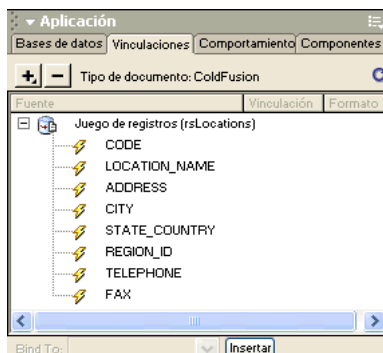 Aplicación
Bases de datos Vinculaciones Comportamiento Componentes
Tipo de documento: ColdFusion
Fuente Vinculación Formato
Juego de registros (rsLocations)
CODE
LOCATION_NAME
ADDRESS
CITY
STATE_COUNTRY
REGION_ID
TELEPHONE
FAX
Bind To: Insertar